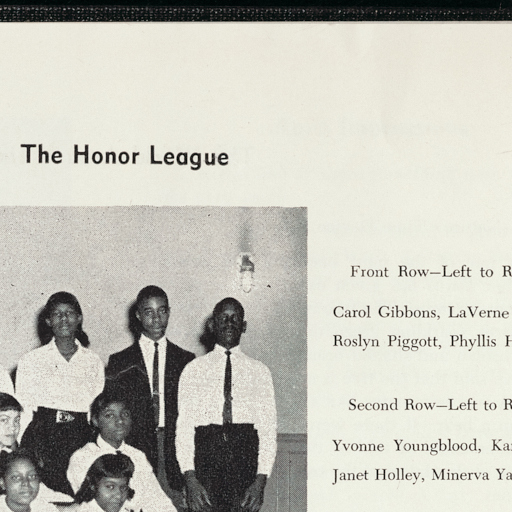 The Honor League
Front Row—Left to R
Carol Gibbons, LaVerne
Roslyn Piggott, Phyllis H
Second Row—Left to R
Yvonne Youngblood, Ka
Janet Holley, Minerva Ya